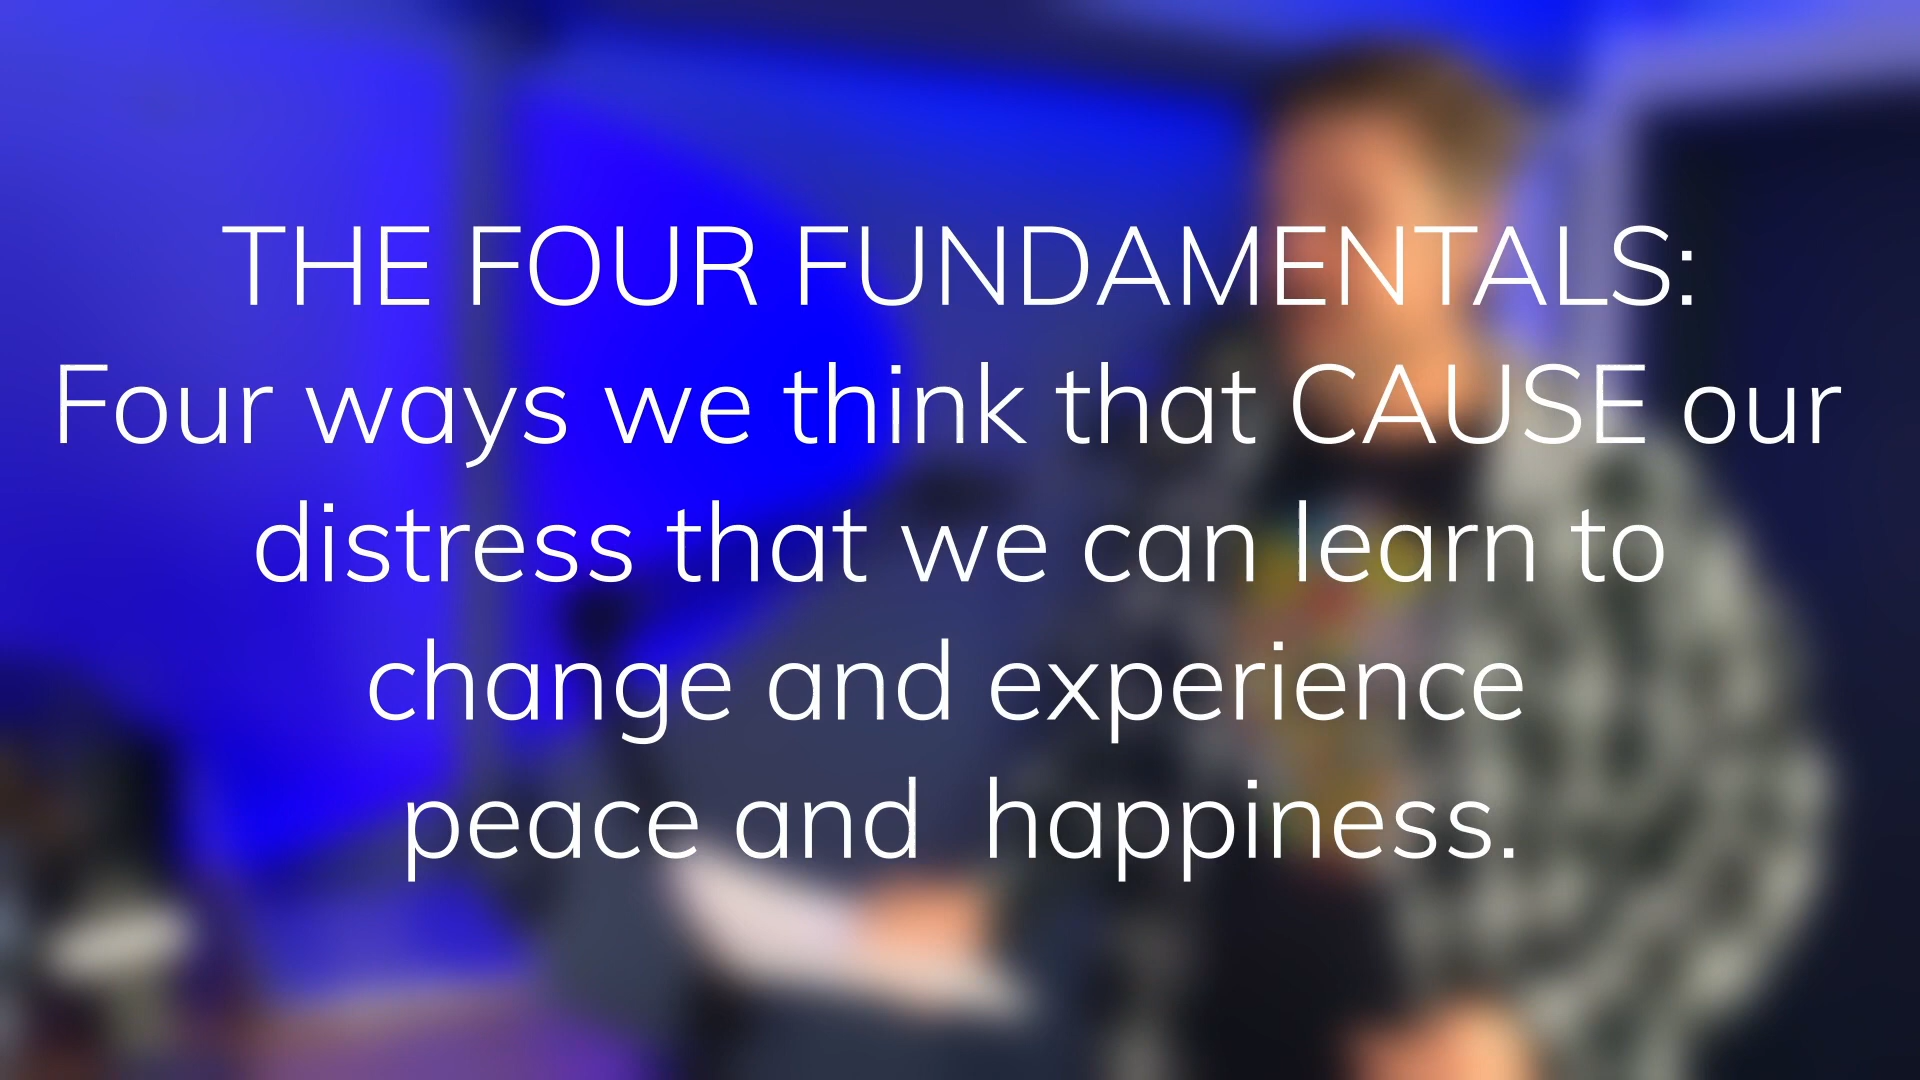 THE FOUR FUNDAMENTALS:
Four ways we think that CAUSE our
distress that we can learn to
change and experience
peace and  happiness.